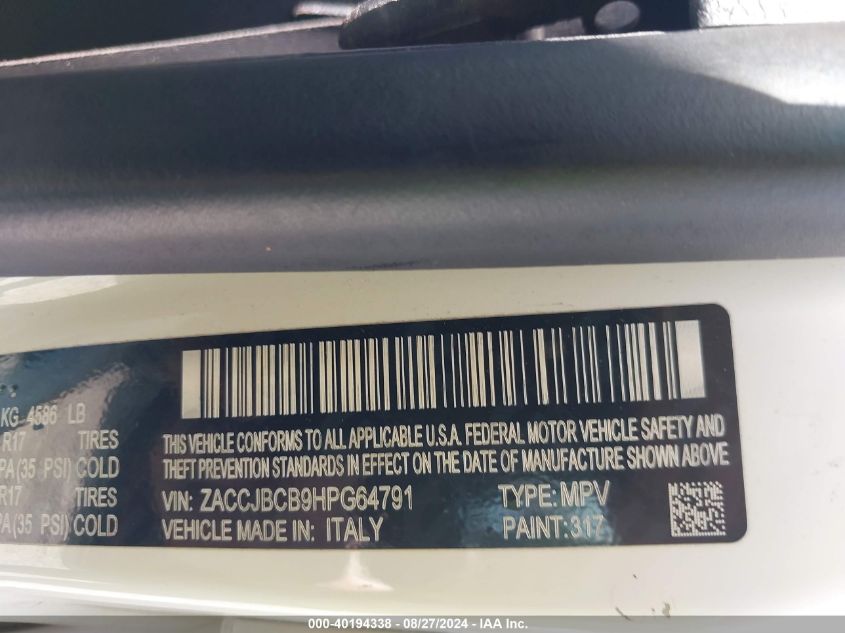 KG 4586 LB
R17 TIRES
PA(35 PSI) COLD
R17 TIRES
PA(35 PSI) COLD
THIS VEHICLE CONFORMS TO ALL APPLICABLE U.S.A. FEDERAL MOTOR VEHICLE SAFETY AND
THEFT PREVENTION STANDARDS IN EFFECT ON THE DATE OF MANUFACTURE SHOWN ABOVE
VIN: ZACCJBCB9HPG64791 TYPE: MPV
VEHICLE MADE IN: ITALY PAINT: 317
000-40194338 - 08/27/2024 - IAA Inc.